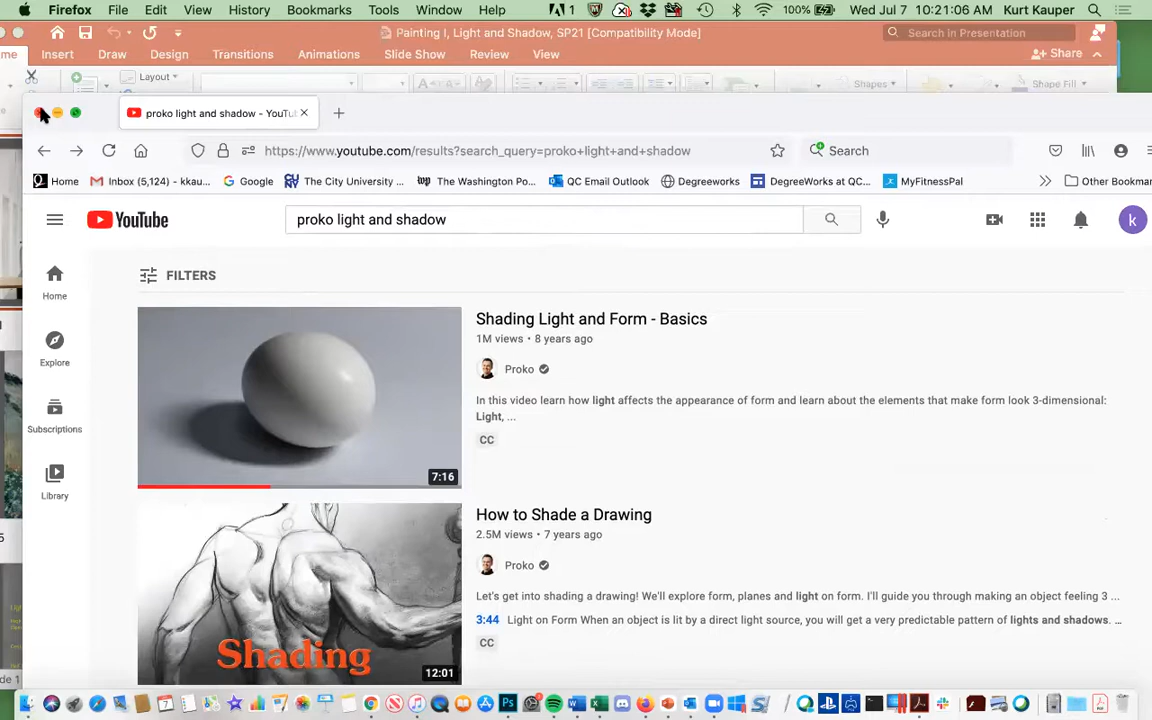 Firefox File Edit View History Bookmarks Tools Window Help 1 100% Wed Jul 7 10:21:06 AM Kurt Kauper
Painting I, Light and Shadow, SP21 [Compatibility Mode] Search in Presentation
Insert Draw Design Transitions Animations Slide Show Review View Share
Layout Shapes Shape Fill
proko light and shadow - YouTu
https://www.youtube.com/results?search_query=proko+light+and+shadow Search
Home Inbox (5,124) - kkau... Google The City University ... The Washington Po... QC Email Outlook Degreeworks DegreeWorks at QC... MyFitnessPal Other Bookmar
YouTube proko light and shadow k
FILTERS
Home
Explore
Subscriptions
Library
Shading Light and Form - Basics
1M views • 8 years ago
Proko
In this video learn how light affects the appearance of form and learn about the elements that make form look 3-dimensional:
Light, ...
CC
7:16
How to Shade a Drawing
2.5M views • 7 years ago
Proko
Let's get into shading a drawing! We'll explore form, planes and light on form. I'll guide you through making an object feeling 3 ...
3:44 Light on Form When an object is lit by a direct light source, you will get a very predictable pattern of lights and shadows. ...
CC
Shading
12:01